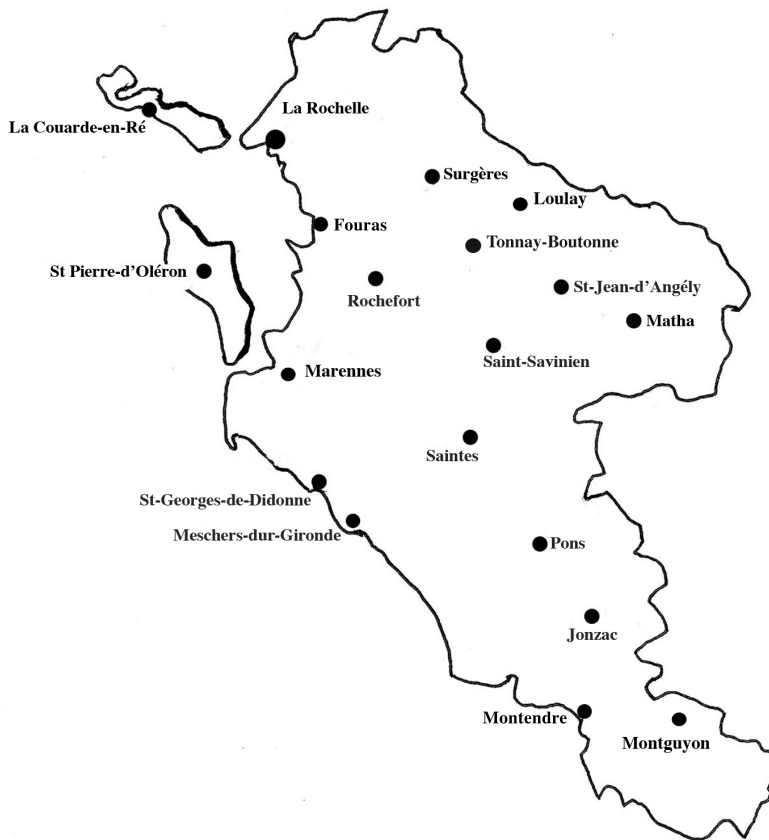 La Rochelle
La Couarde-en-Ré
Surgères
Loulay
Fouras
Tonnay-Boutonne
St Pierre-d'Oléron
Rochefort
St-Jean-d'Angély
Matha
Saint-Savinien
Marennes
Saintes
St-Georges-de-Didonne
Meschers-dur-Gironde
Pons
Jonzac
Montendre
Montguyon